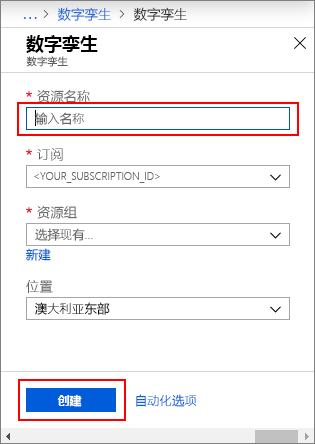 ... > 数字孪生 > 数字孪生
数字孪生
数字孪生
* 资源名称
输入名称
* 订阅
<YOUR_SUBSCRIPTION_ID>
* 资源组
选择现有...
新建
位置
澳大利亚东部
创建 自动化选项